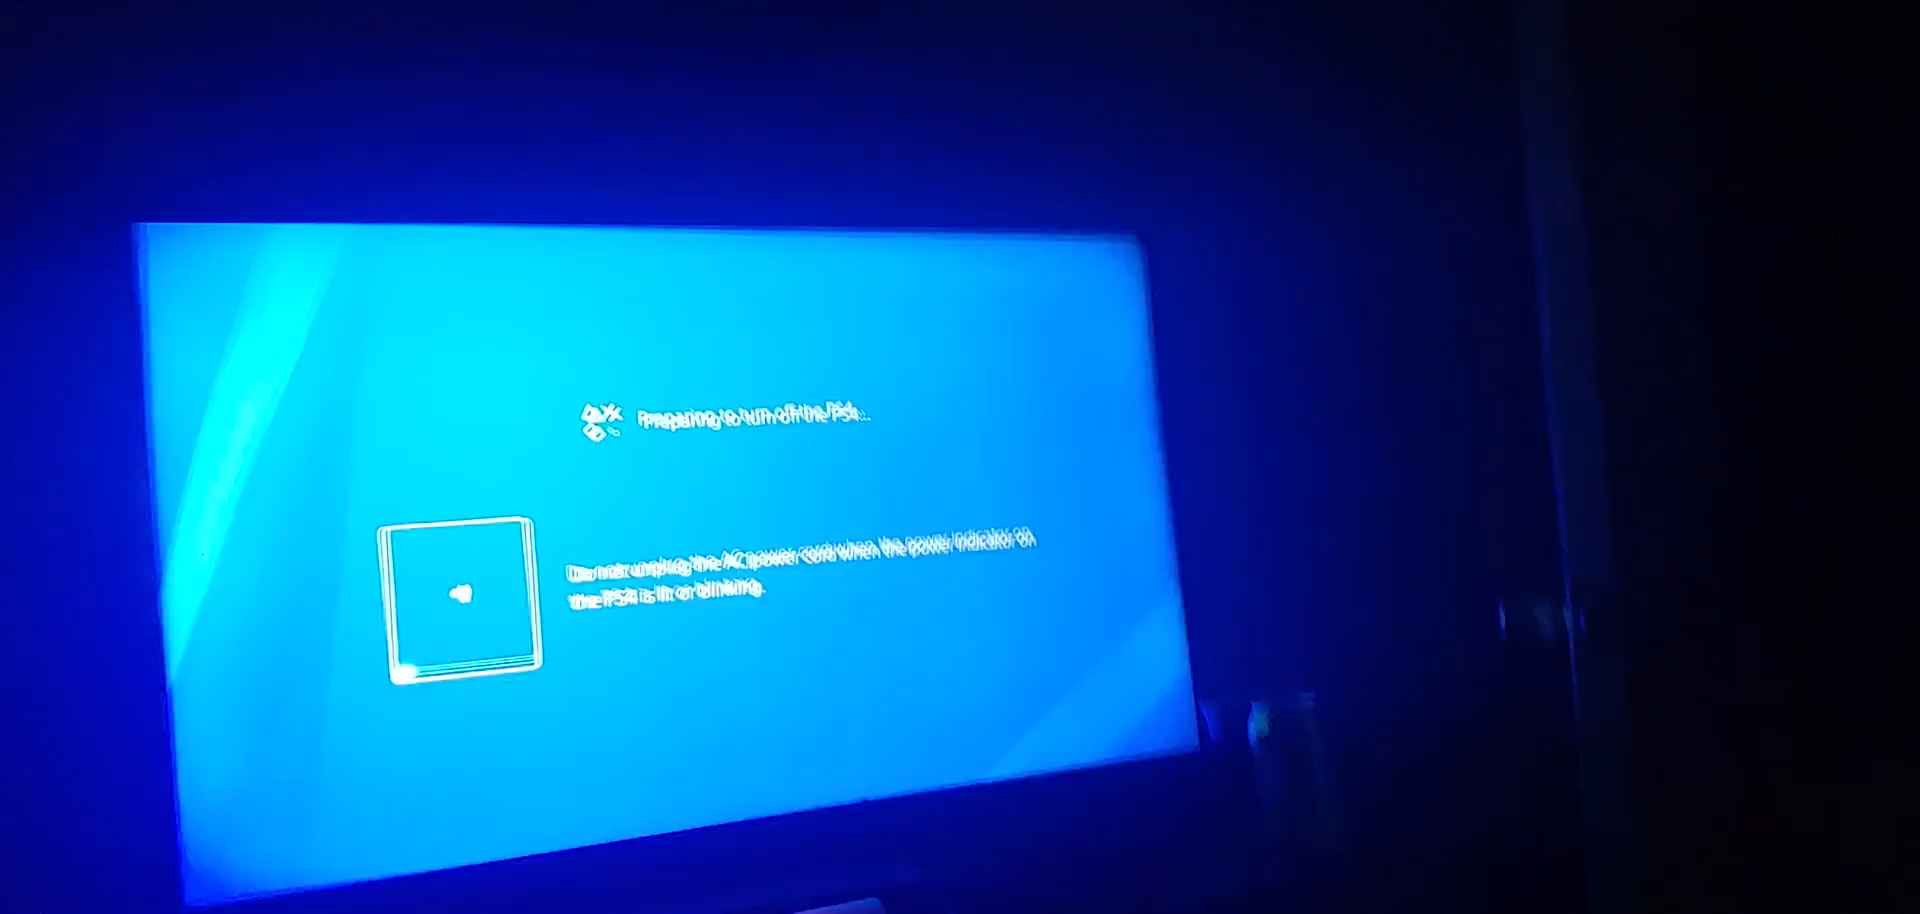 Preparing to turn off the PS4...
Do not unplug the AC power cord when the power indicator on
the PS4 is lit or blinking.